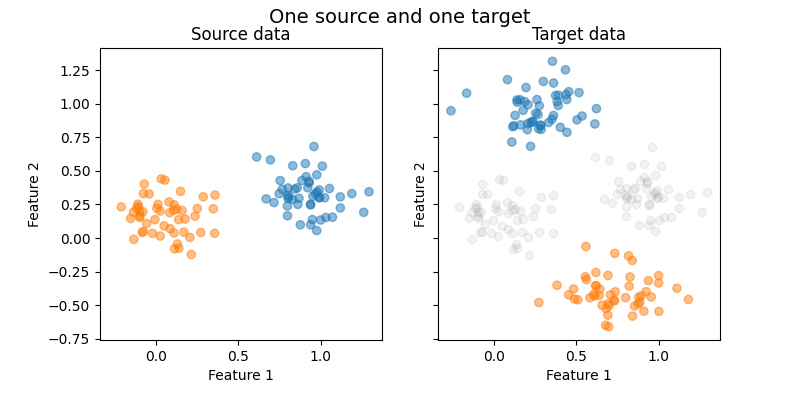 One source and one target
Source data
Target data
1.25
1.00
0.75
0.50
0.25
0.00
−0.25
−0.50
−0.75
Feature 2
Feature 2
0.0 0.5 1.0
0.0 0.5 1.0
Feature 1
Feature 1